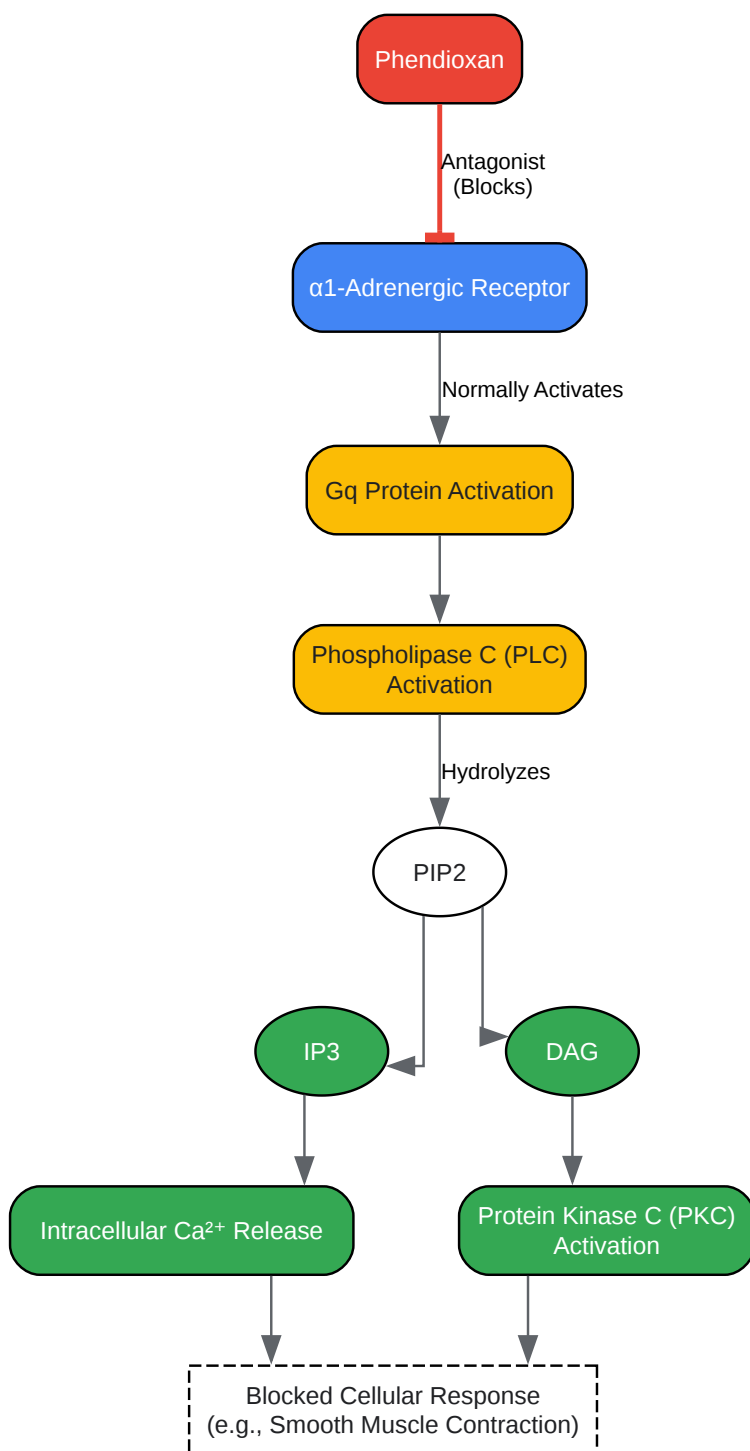 Phendioxan
Antagonist
(Blocks)
α1-Adrenergic Receptor
Normally Activates
Gq Protein Activation
Phospholipase C (PLC)
Activation
Hydrolyzes
PIP2
IP3
DAG
Intracellular Ca²⁺ Release
Protein Kinase C (PKC)
Activation
Blocked Cellular Response
(e.g., Smooth Muscle Contraction)